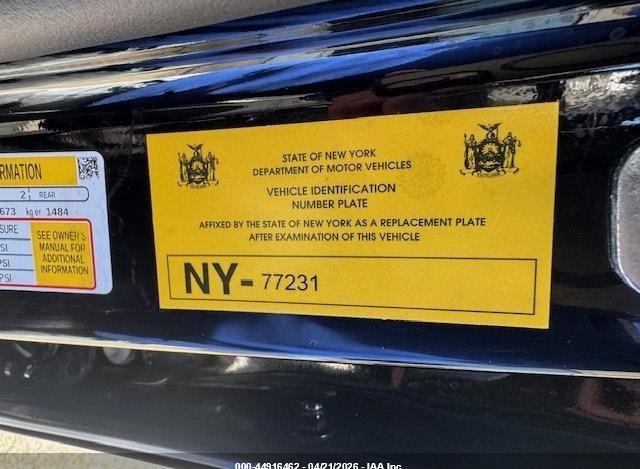 ORMATION
2 REAR
673 kg or 1484
SURE
SI
PSI
PSI
SEE OWNER'S
MANUAL FOR
ADDITIONAL
INFORMATION
STATE OF NEW YORK
DEPARTMENT OF MOTOR VEHICLES
VEHICLE IDENTIFICATION
NUMBER PLATE
AFFIXED BY THE STATE OF NEW YORK AS A REPLACEMENT PLATE
AFTER EXAMINATION OF THIS VEHICLE
NY-77231
000-44916462 - 04/21/2026 - IAA Inc